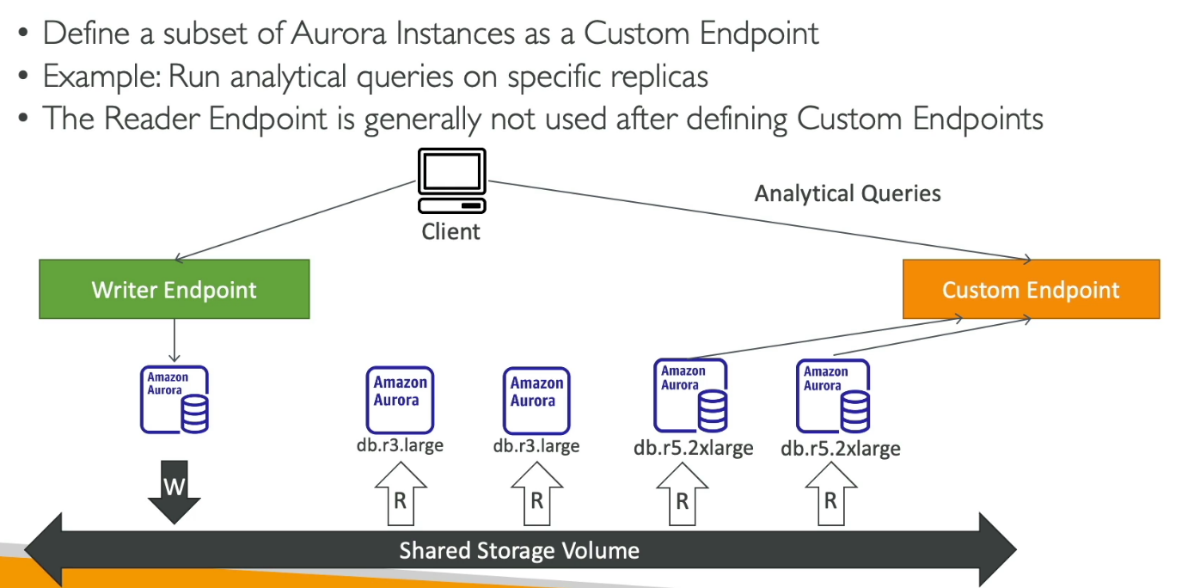 • Define a subset of Aurora Instances as a Custom Endpoint
• Example: Run analytical queries on specific replicas
• The Reader Endpoint is generally not used after defining Custom Endpoints
Analytical Queries
Client
Writer Endpoint
Custom Endpoint
Amazon
Aurora
Amazon
Aurora
db.r3.large
Amazon
Aurora
db.r3.large
Amazon
Aurora
db.r5.2xlarge
Amazon
Aurora
db.r5.2xlarge
W
R
R
R
R
Shared Storage Volume